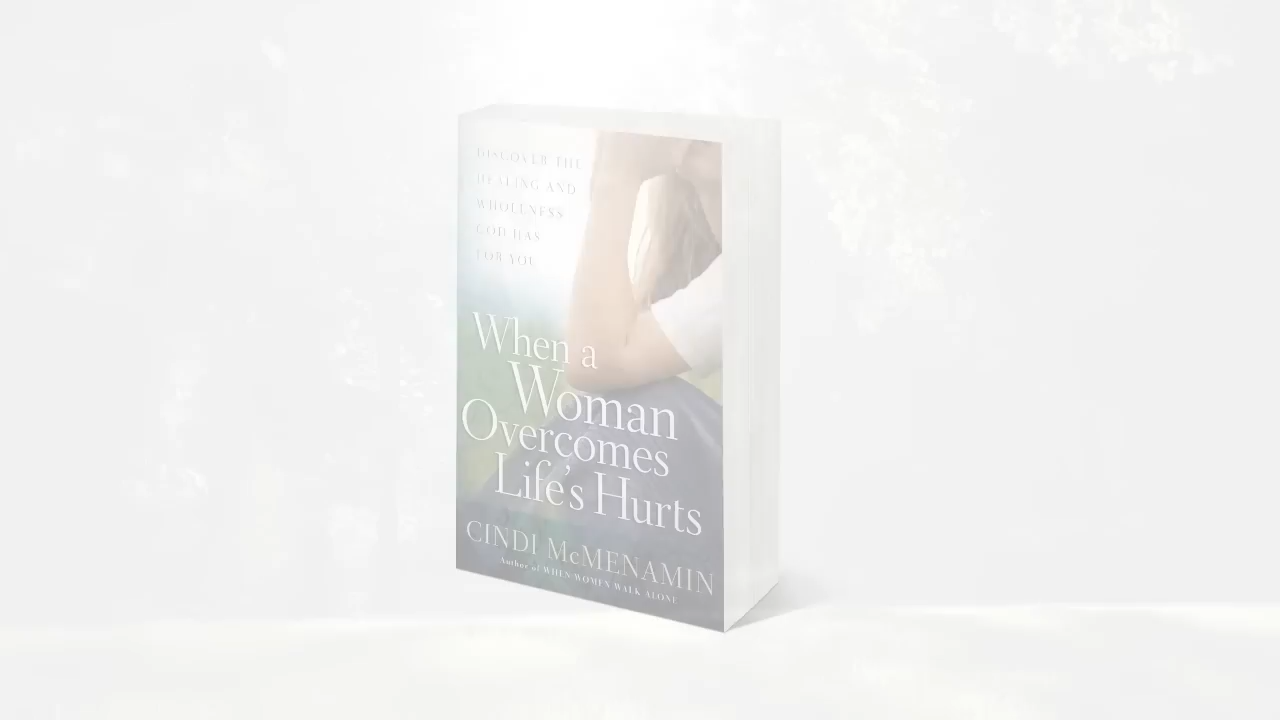 DISCOVER THE
HEALING AND
WHOLENESS
GOD HAS
FOR YOU
When a
Woman
Overcomes
Life's Hurts
CINDI McMENAMIN
Author of WHEN WOMEN WALK ALONE